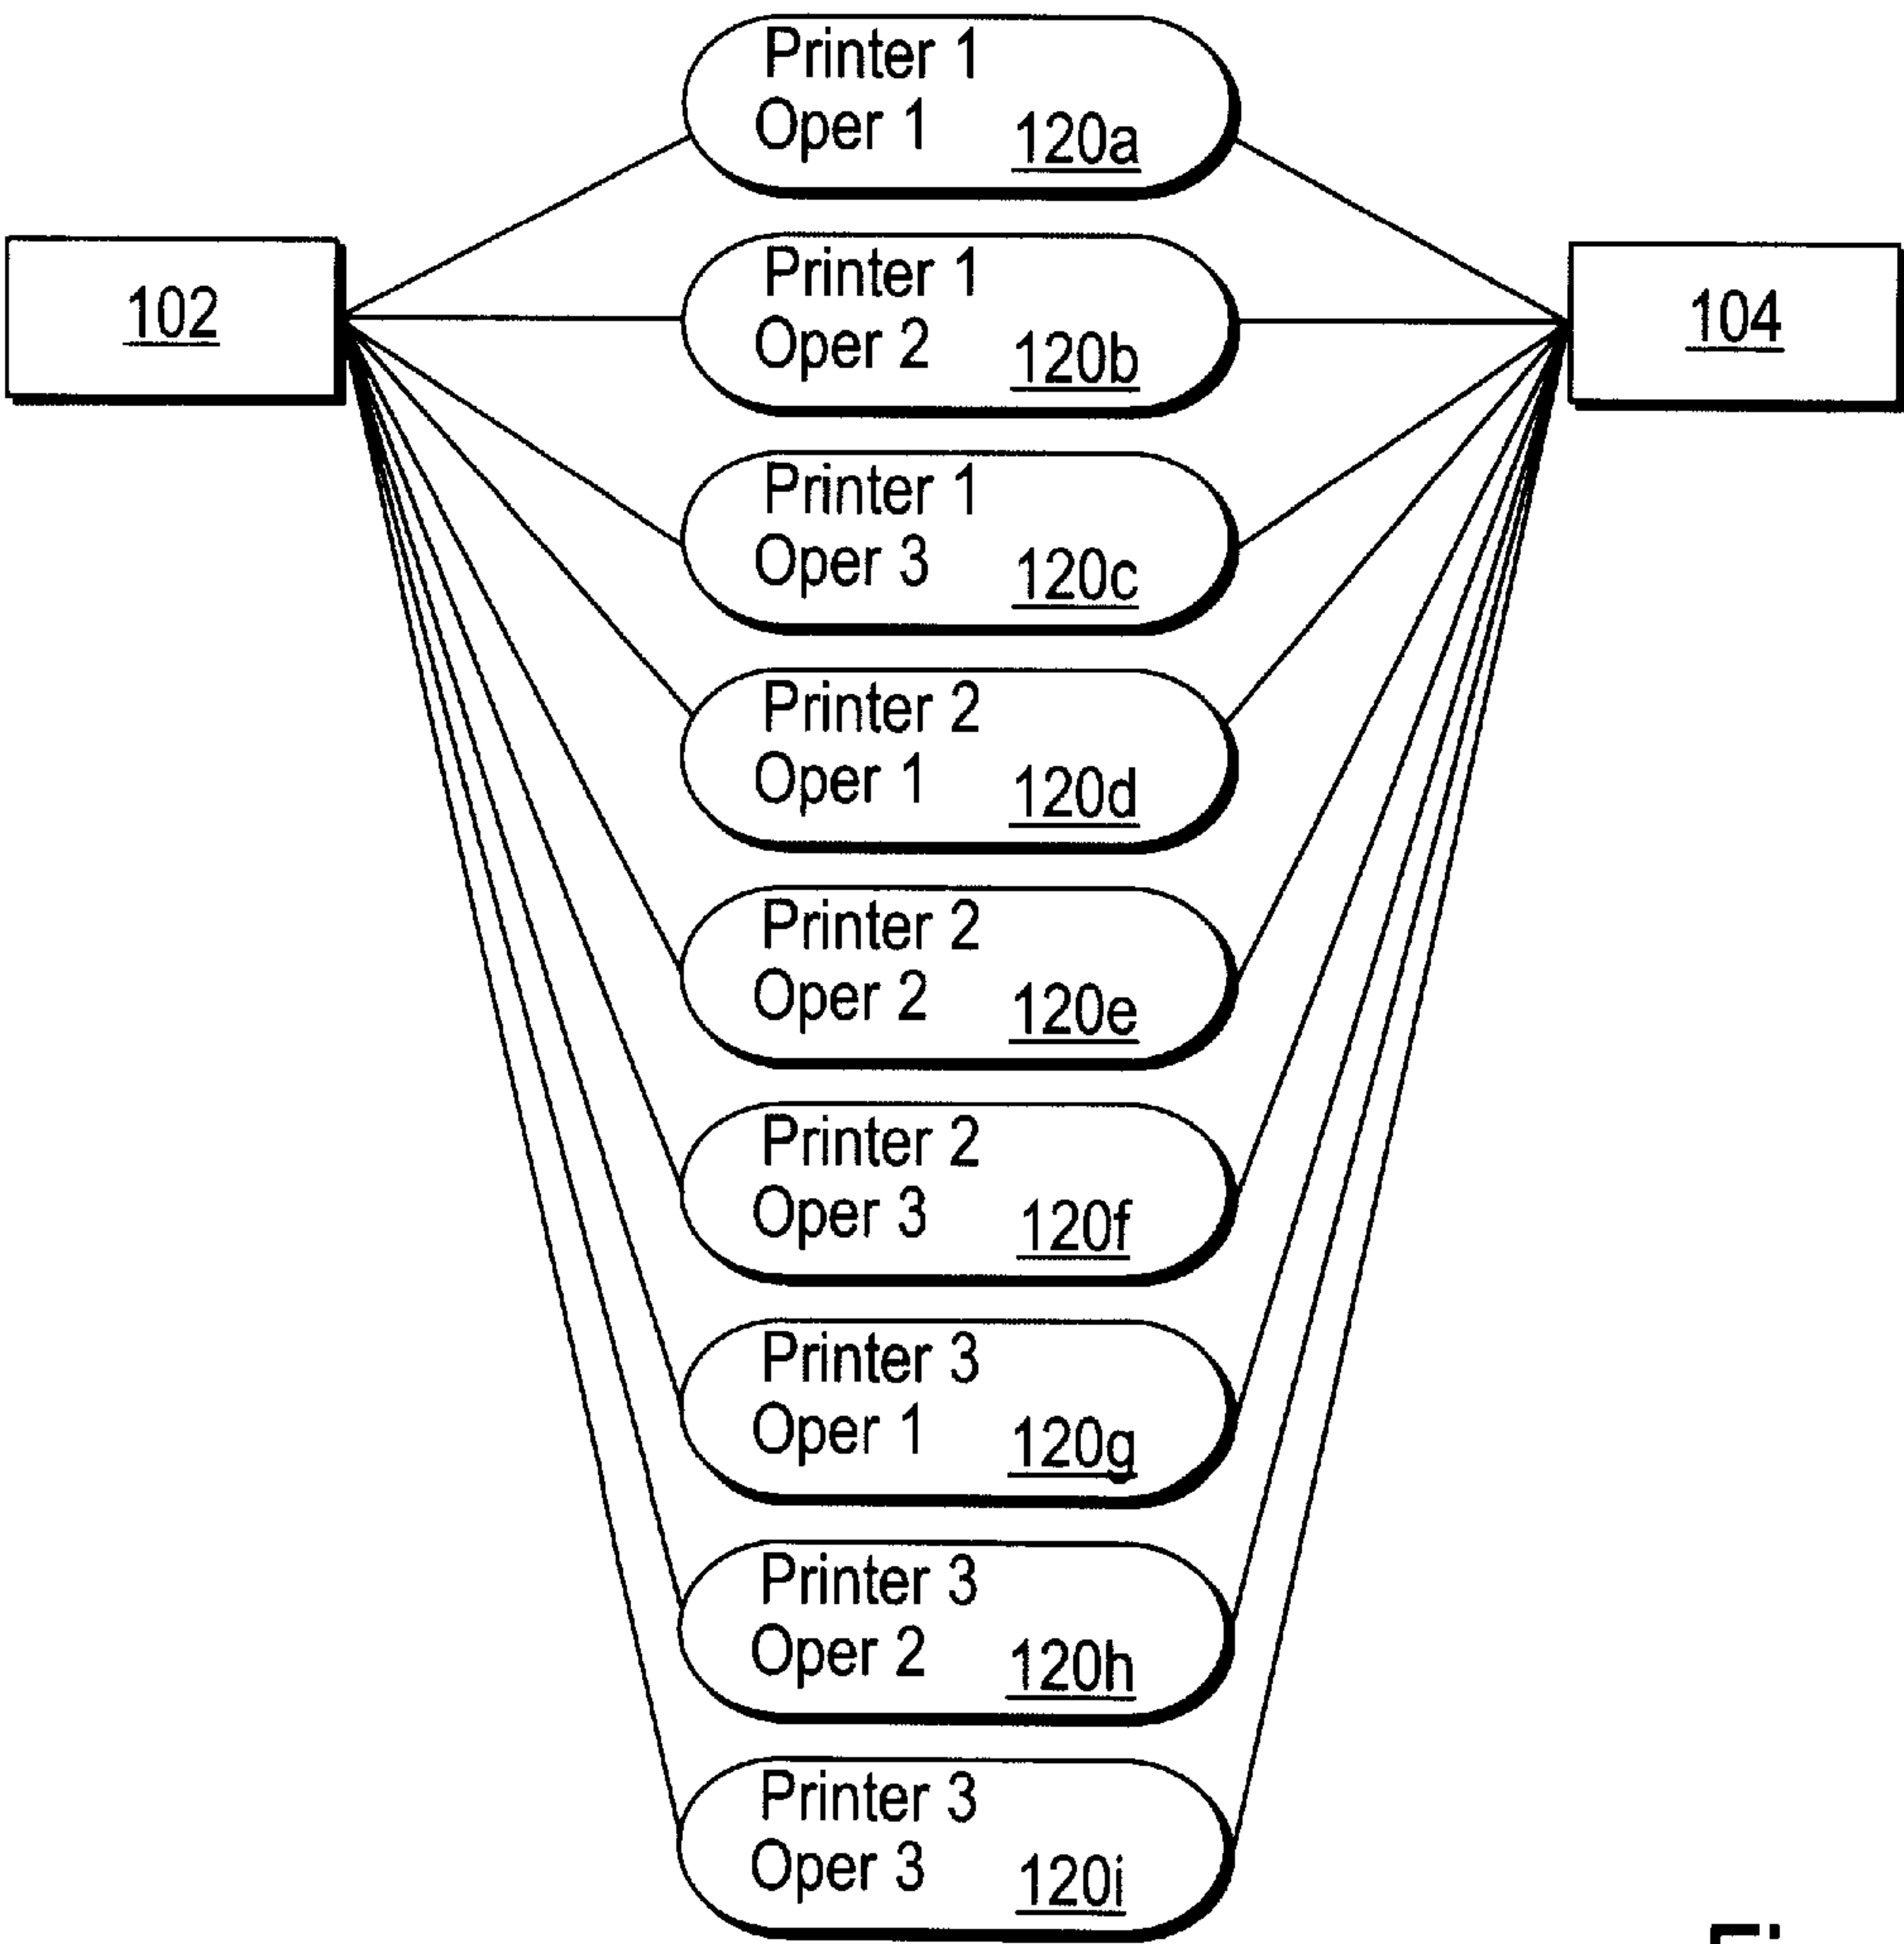 Printer 1
Oper 1 120a
102
Printer 1
Oper 2 120b
104
Printer 1
Oper 3 120c
Printer 2
Oper 1 120d
Printer 2
Oper 2 120e
Printer 2
Oper 3 120f
Printer 3
Oper 1 120g
Printer 3
Oper 2 120h
Printer 3
Oper 3 120i